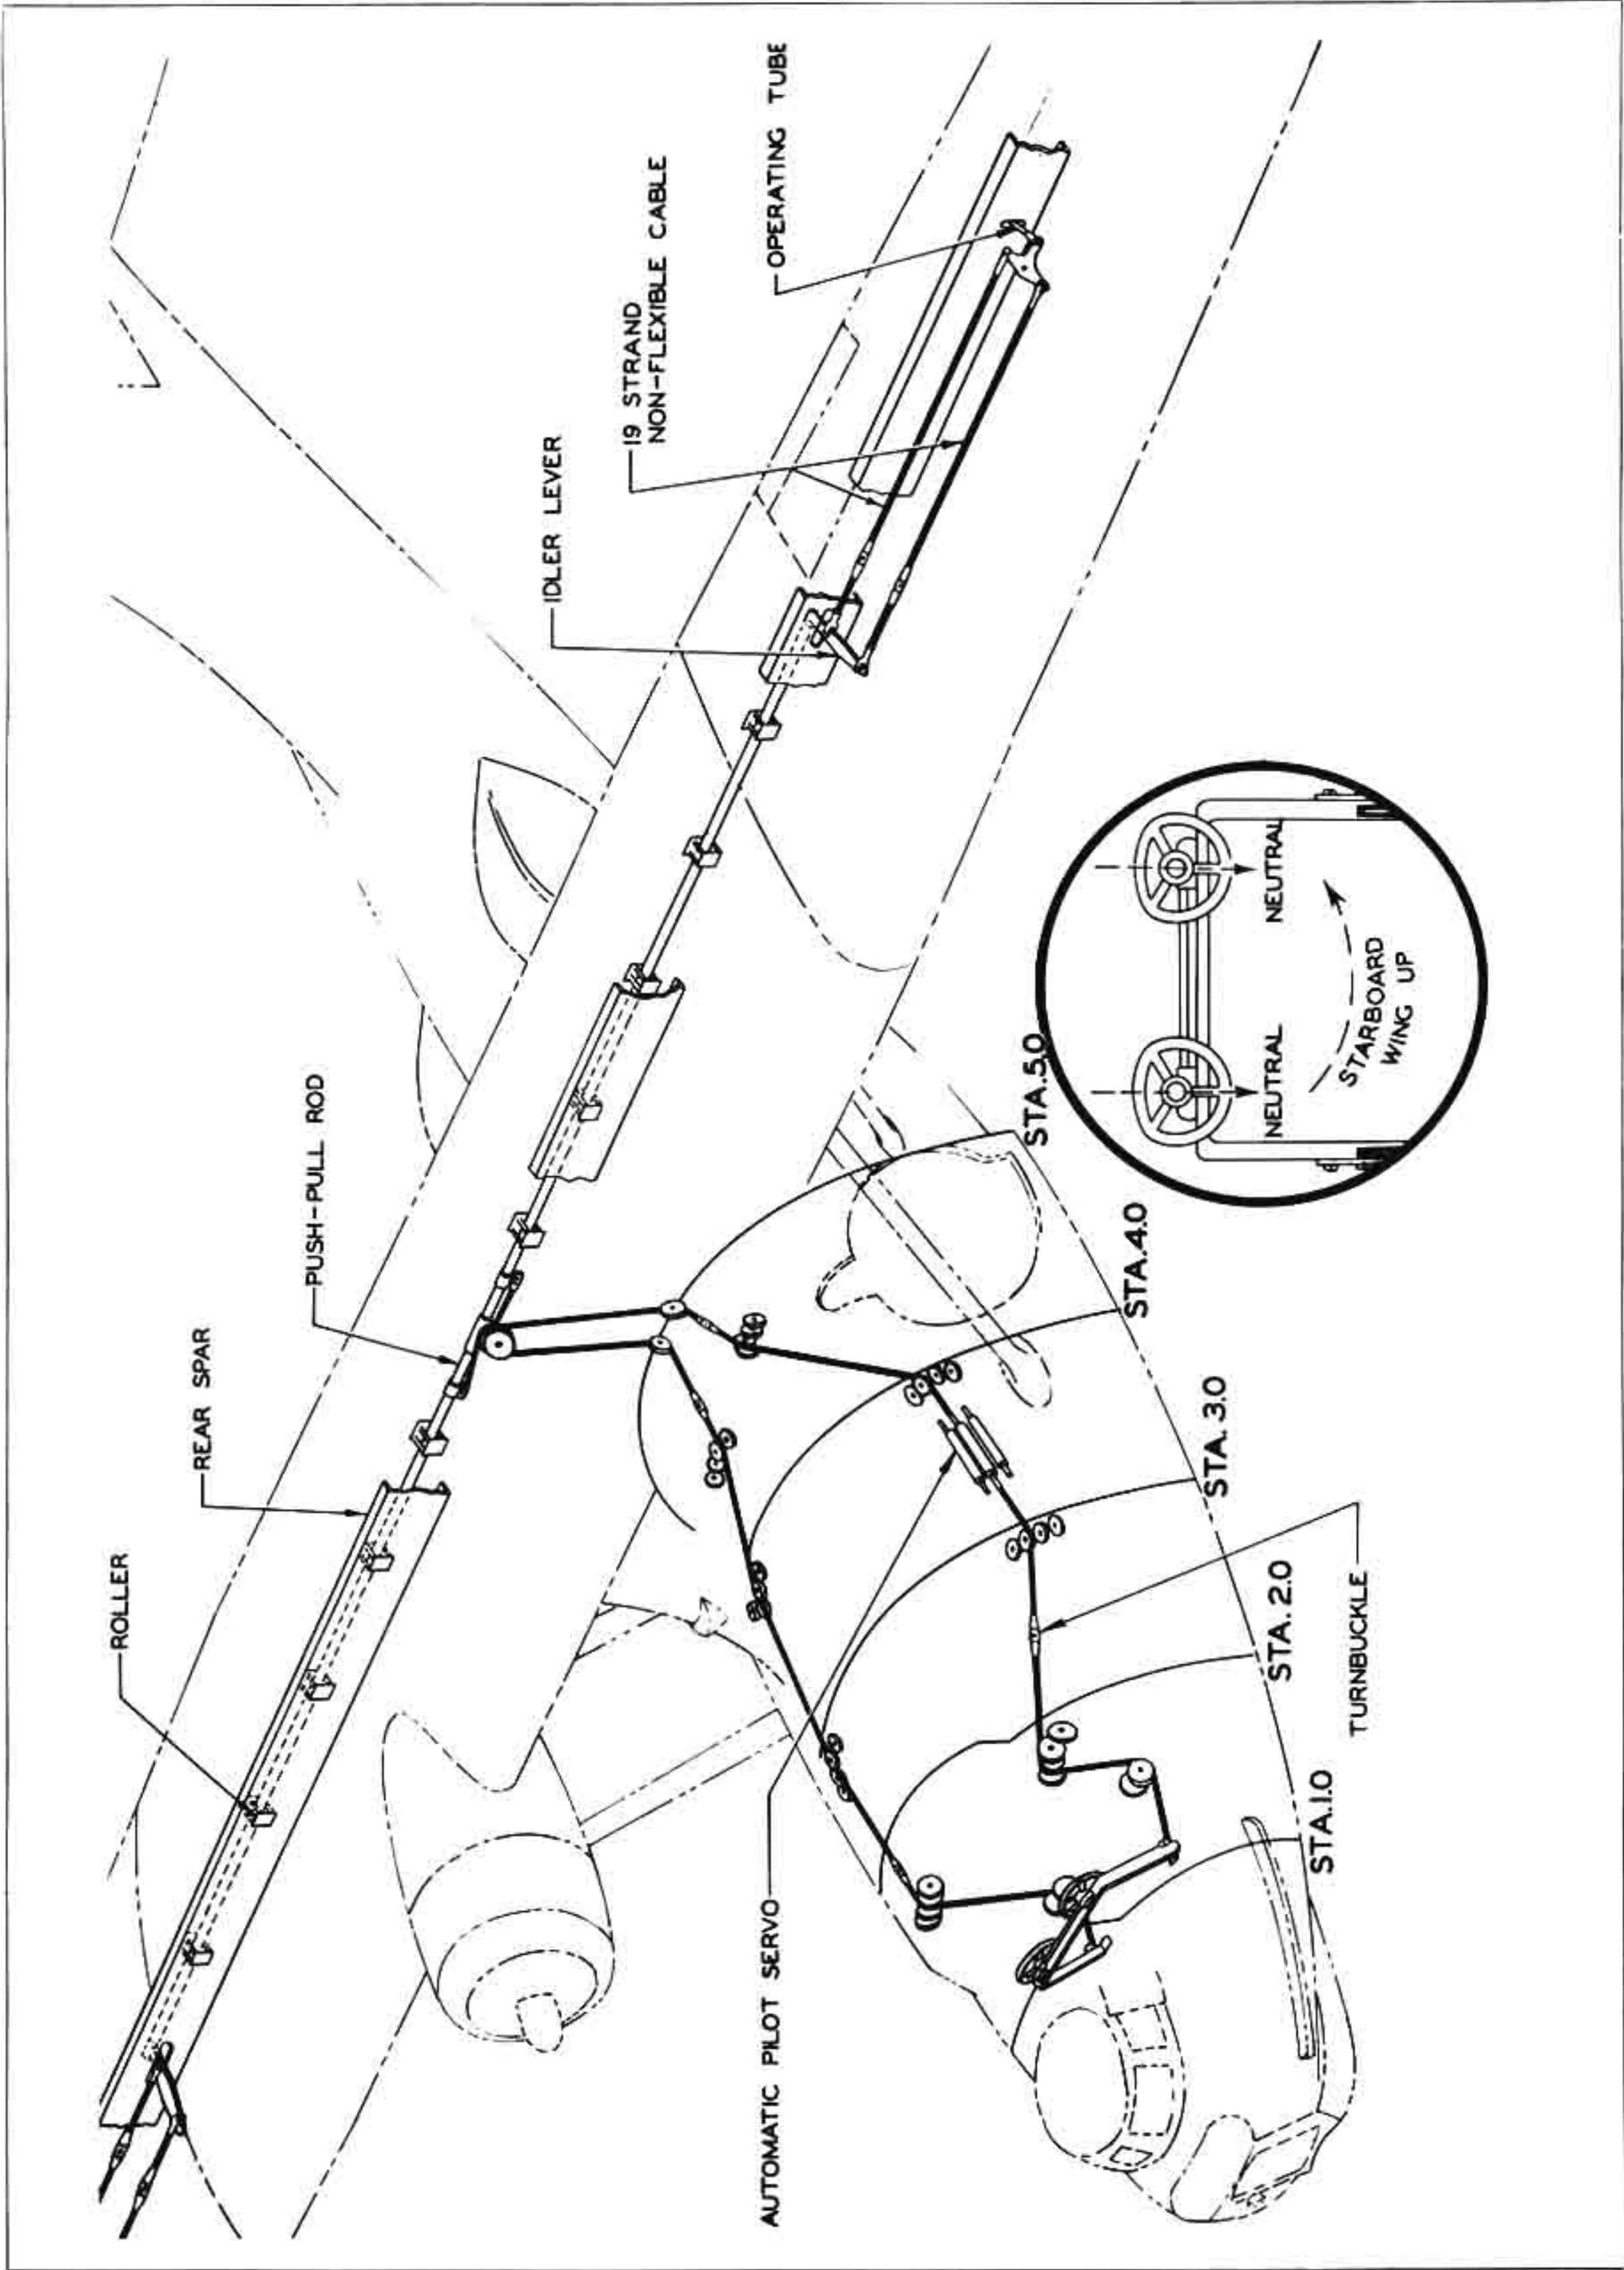 ROLLER
REAR SPAR
PUSH-PULL ROD
IDLER LEVER
19 STRAND
NON-FLEXIBLE CABLE
OPERATING TUBE
AUTOMATIC PILOT SERVO
STA.1.0
STA.2.0
STA.3.0
STA.4.0
STA.5.0
TURNBUCKLE
NEUTRAL
NEUTRAL
STARBOARD
WING UP